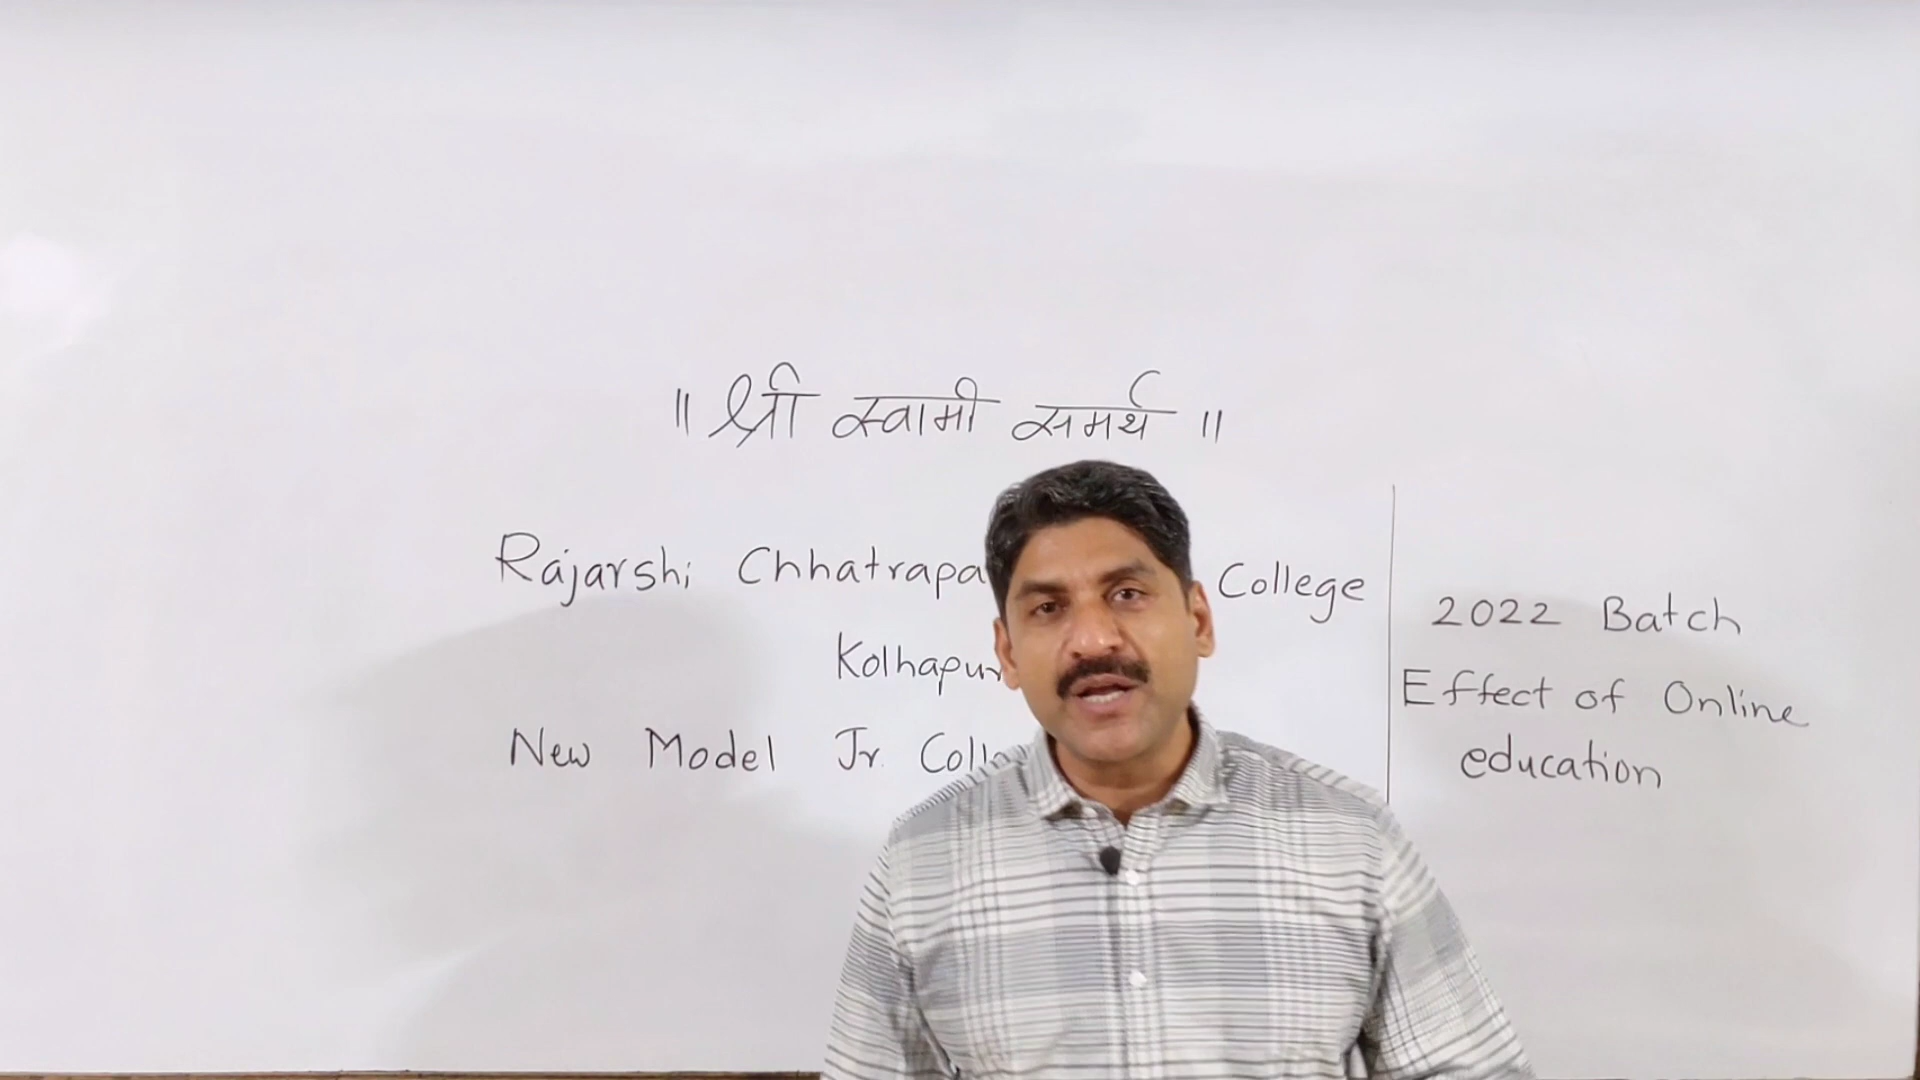 ॥ श्री स्वामी समर्थ ॥
Rajarshi Chhatrapa College
Kolhapur
New Model Jr. Coll
2022 Batch
Effect of Online
education